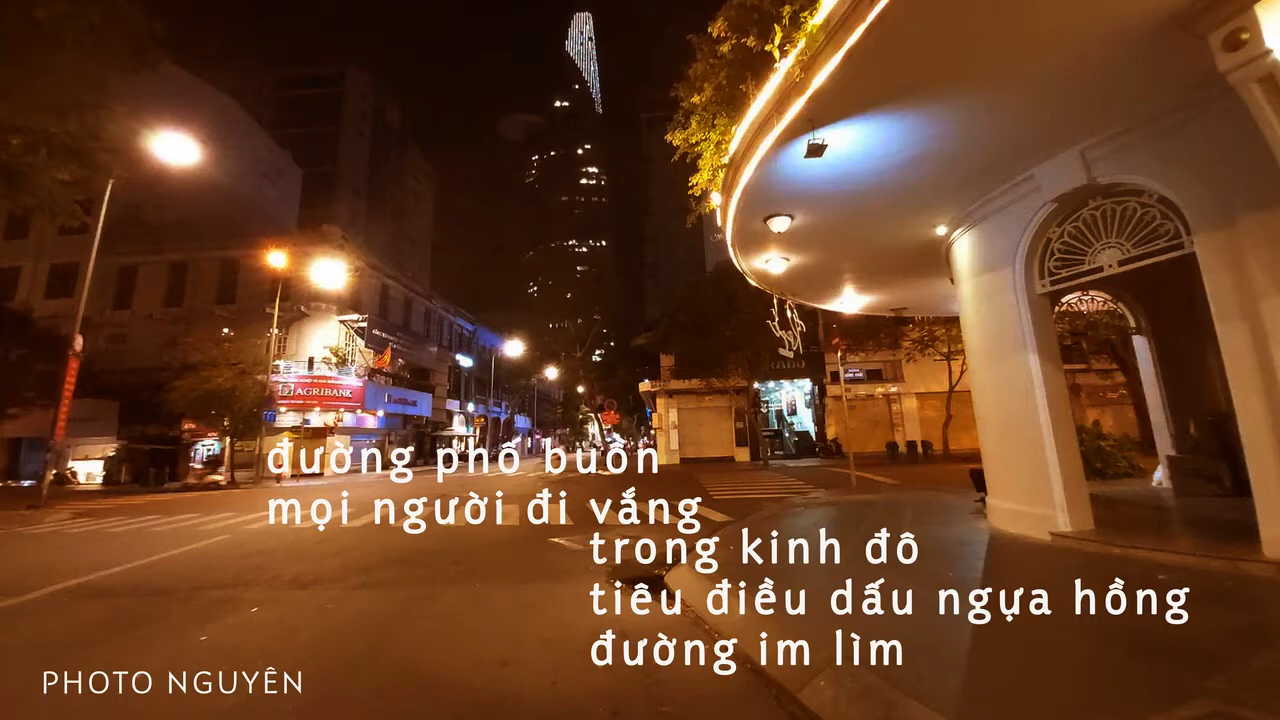 AGRIBANK
đường phố buồn
mọi người đi vắng
trong kinh đô
tiêu điều dấu ngựa hồng
đường im lìm
PHOTO NGUYÊN